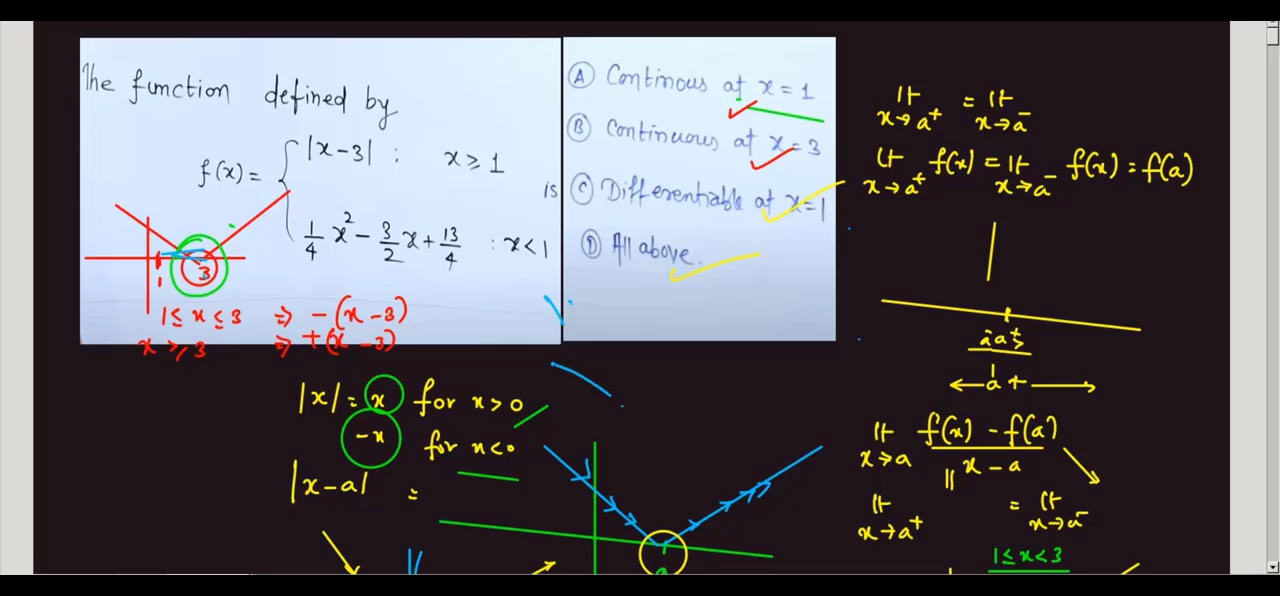 The function defined by
f(x) = { |x-3| : x ≥ 1
1/4 x² - 3/2 x + 13/4 : x < 1
is
3
1
1 ≤ x ≤ 3 ⇒ -(x-3)
x ≥ 3 ⇒ +(x-3)
Ⓐ Continous at x = 1
Ⓑ Continuous at x = 3
Ⓒ Differentiable at x=1
Ⓓ All above.
lt x→a⁺ = lt x→a⁻
lt x→a⁺ f(x) = lt x→a⁻ f(x) = f(a)
a⁻ a a⁺
a
|x| = x for x > 0
-x for x < 0
|x-a| =
a
lt x→a f(x) - f(a) / x - a
lt x→a⁺ = lt x→a⁻
1 ≤ x < 3